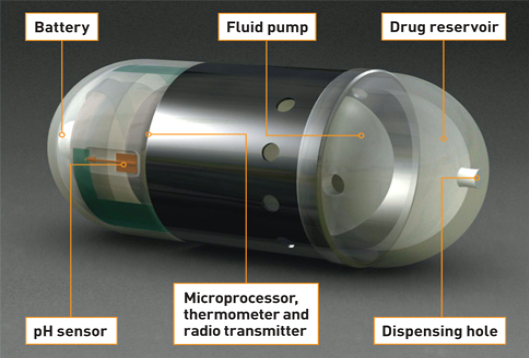 Battery
Fluid pump
Drug reservoir
pH sensor
Microprocessor,
thermometer and
radio transmitter
Dispensing hole